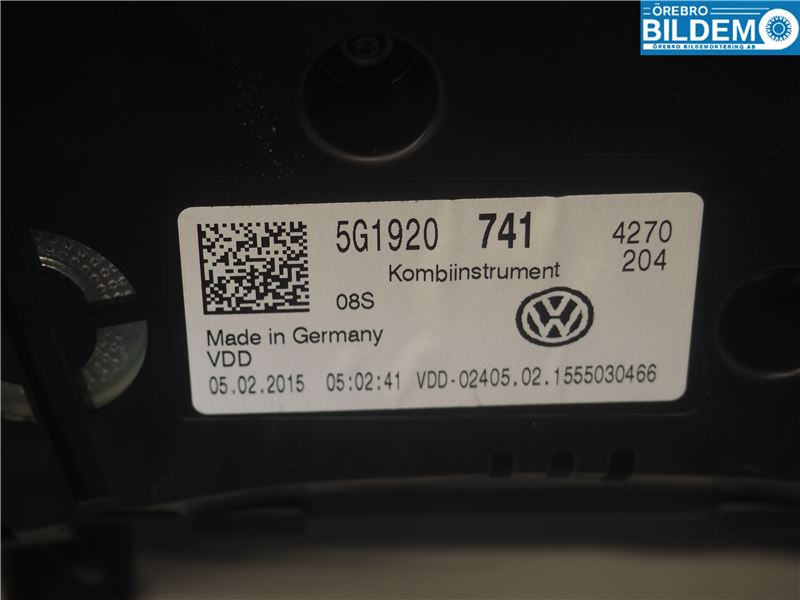 ÖREBRO
BILDEMO
ÖREBRO BILDEMONTERING AB
5G1920 741 4270
Kombiinstrument 204
08S
Made in Germany
VDD
05.02.2015 05:02:41 VDD-02405.02.1555030466